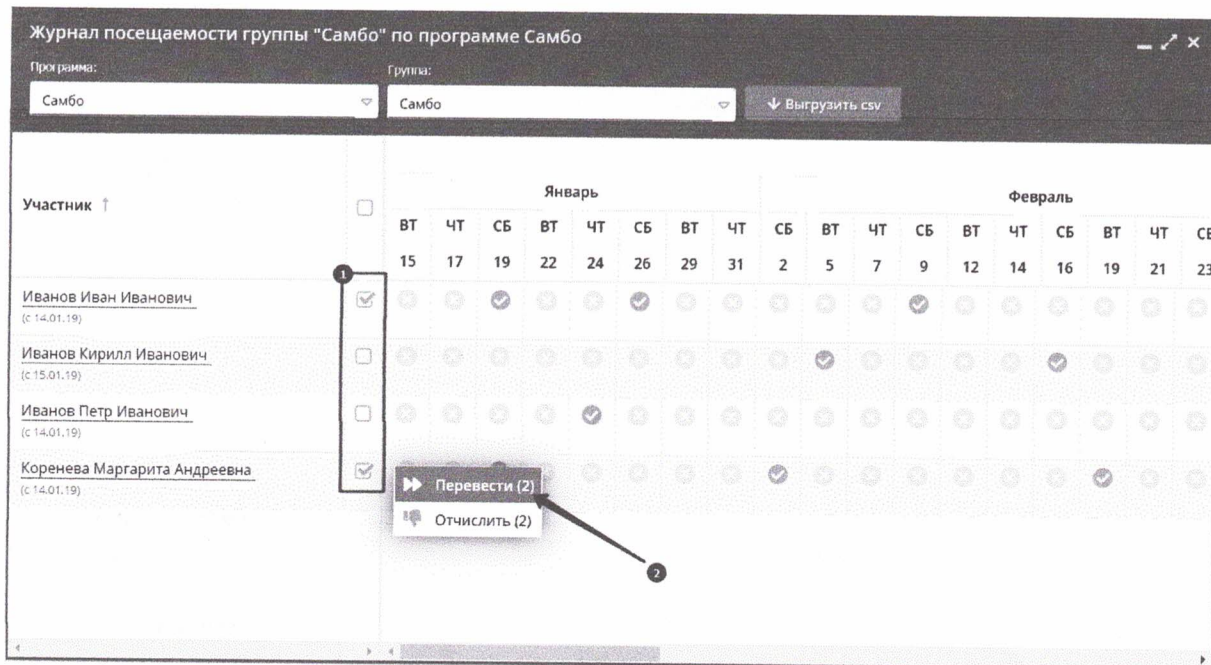 Журнал посещаемости группы "Самбо" по программе Самбо
Программа: Группа:
Самбо Самбо Выгрузить csv
Участник
Январь Февраль
ВТ ЧТ СБ ВТ ЧТ СБ ВТ ЧТ СБ ВТ ЧТ СБ ВТ ЧТ СБ ВТ ЧТ СБ
15 17 19 22 24 26 29 31 2 5 7 9 12 14 16 19 21 23
1
Иванов Иван Иванович
(с 14.01.19)
Иванов Кирилл Иванович
(с 15.01.19)
Иванов Петр Иванович
(с 14.01.19)
Коренева Маргарита Андреевна
(с 14.01.19)
Перевести (2)
Отчислить (2)
2